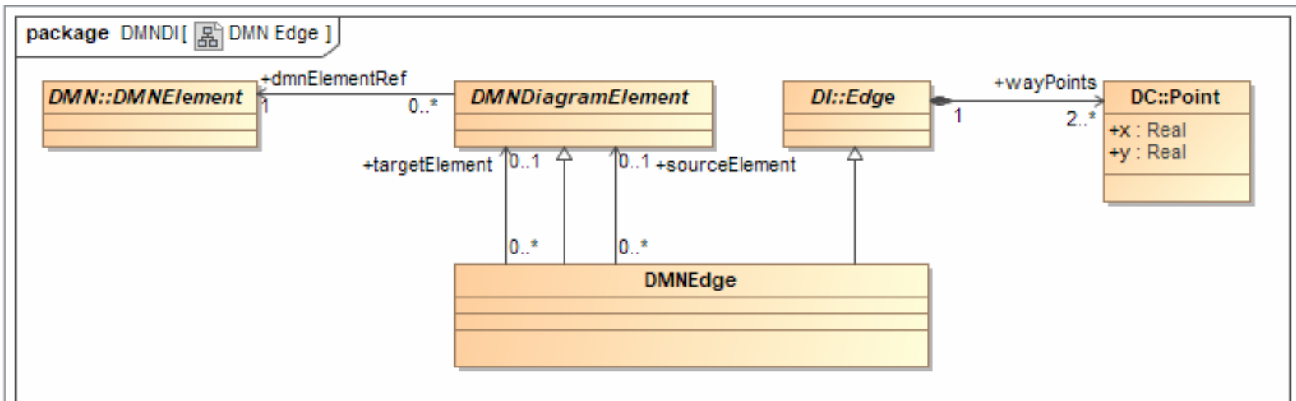 package DMNDI[ DMN Edge ]
+dmnElementRef
DMN::DMNElement
1
0..*
DMNDiagramElement
DI::Edge
1
+wayPoints
2..*
DC::Point
+x : Real
+y : Real
+targetElement
0..1
0..1
+sourceElement
0..*
0..*
DMNEdge